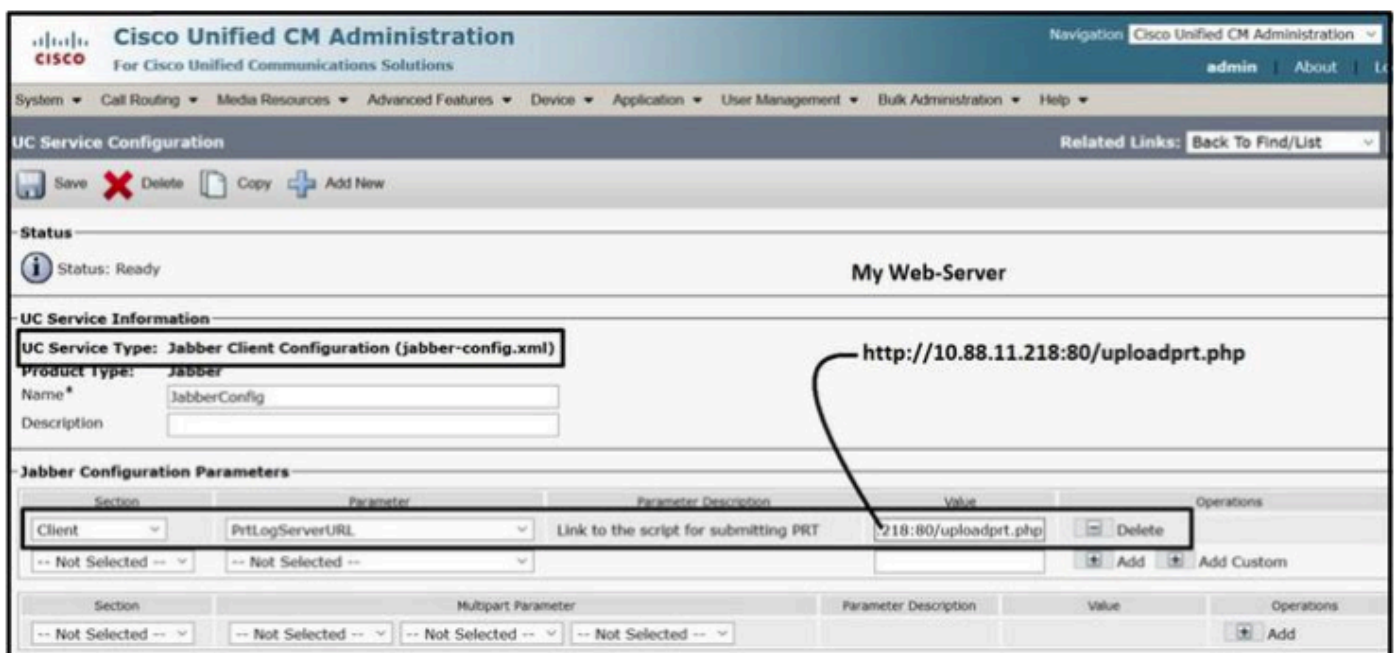 CISCO
Cisco Unified CM Administration
For Cisco Unified Communications Solutions
Navigation Cisco Unified CM Administration
admin | About |
System Call Routing Media Resources Advanced Features Device Application User Management Bulk Administration Help
UC Service Configuration
Related Links: Back To Find/List
Save Delete Copy Add New
Status
Status: Ready
My Web-Server
UC Service Information
UC Service Type: Jabber Client Configuration (jabber-config.xml)
http://10.88.11.218:80/uploadprt.php
Product Type: Jabber
Name* JabberConfig
Description
Jabber Configuration Parameters
Section Parameter Parameter Description Value Operations
Client PrtLogServerURL Link to the script for submitting PRT .218:80/uploadprt.php Delete
-- Not Selected -- -- Not Selected -- Add Add Custom
Section Multipart Parameter Parameter Description Value Operations
-- Not Selected -- -- Not Selected -- -- Not Selected -- -- Not Selected -- Add